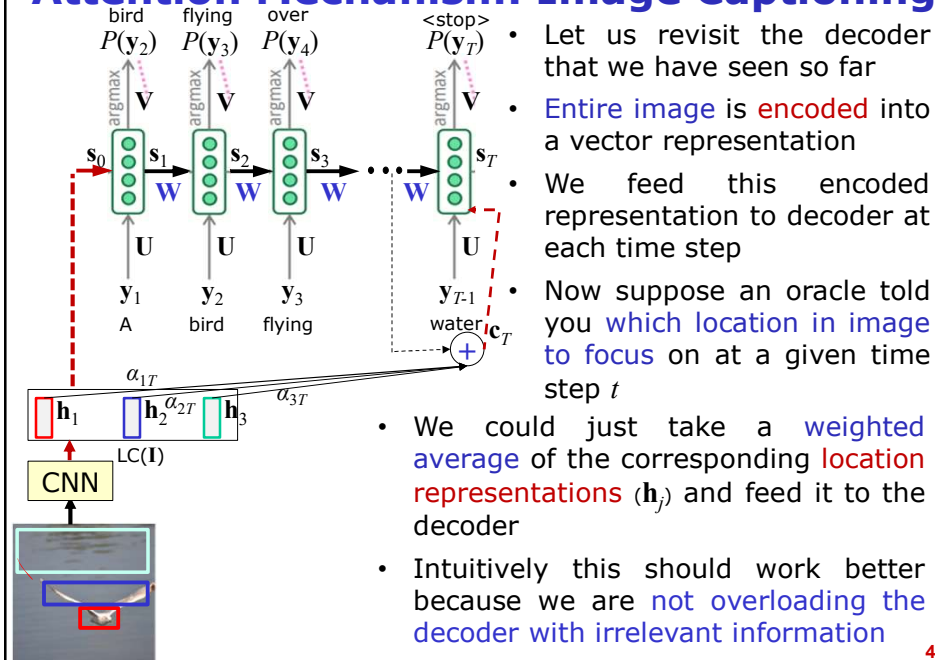 Attention Mechanism: Image Captioning
bird flying over <stop>
P(y2) P(y3) P(y4) P(yT)
argmax V argmax V argmax V argmax V
s0 s1 s2 s3 sT
W W W W
U U U U
y1 y2 y3 yT-1
A bird flying water
cT
+
α1T α2T α3T
h1 h2 h3
LC(I)
CNN
• Let us revisit the decoder
that we have seen so far
• Entire image is encoded into
a vector representation
• We feed this encoded
representation to decoder at
each time step
• Now suppose an oracle told
you which location in image
to focus on at a given time
step t
• We could just take a weighted
average of the corresponding location
representations (hj) and feed it to the
decoder
• Intuitively this should work better
because we are not overloading the
decoder with irrelevant information
4